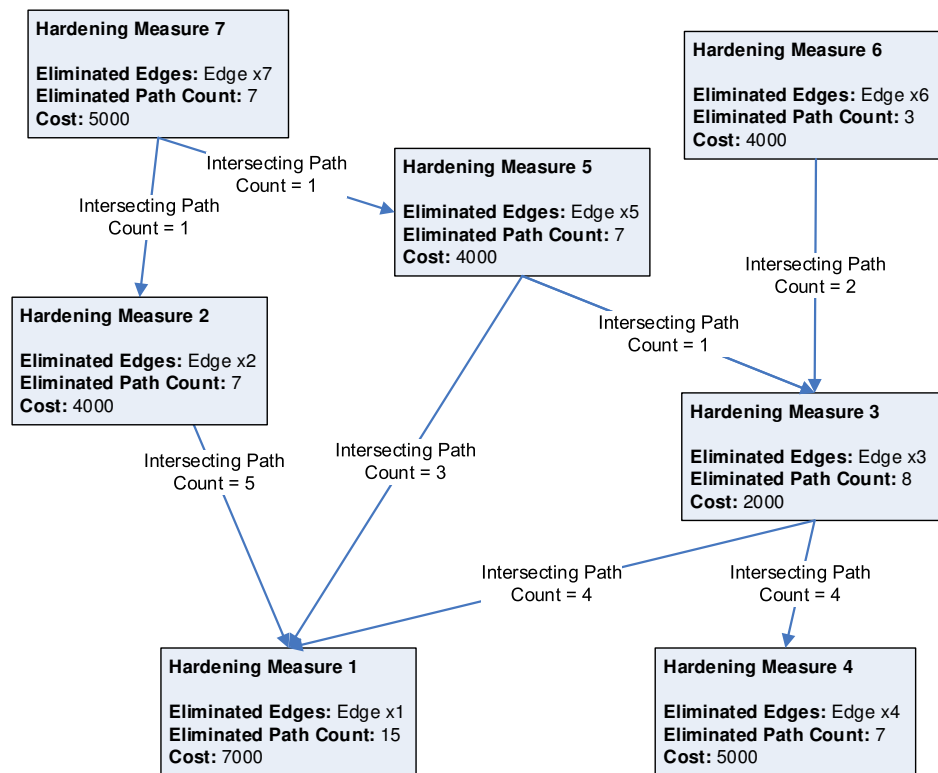 Hardening Measure 7
Eliminated Edges: Edge x7
Eliminated Path Count: 7
Cost: 5000
Hardening Measure 6
Eliminated Edges: Edge x6
Eliminated Path Count: 3
Cost: 4000
Intersecting Path
Count = 1
Hardening Measure 5
Eliminated Edges: Edge x5
Eliminated Path Count: 7
Cost: 4000
Intersecting Path
Count = 1
Intersecting Path
Count = 2
Hardening Measure 2
Eliminated Edges: Edge x2
Eliminated Path Count: 7
Cost: 4000
Intersecting Path
Count = 1
Hardening Measure 3
Eliminated Edges: Edge x3
Eliminated Path Count: 8
Cost: 2000
Intersecting Path
Count = 5
Intersecting Path
Count = 3
Intersecting Path
Count = 4
Intersecting Path
Count = 4
Hardening Measure 1
Eliminated Edges: Edge x1
Eliminated Path Count: 15
Cost: 7000
Hardening Measure 4
Eliminated Edges: Edge x4
Eliminated Path Count: 7
Cost: 5000